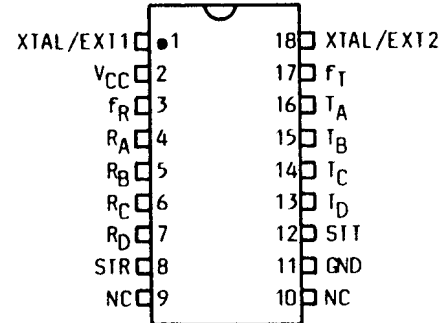 XTAL/EXT1 1 18 XTAL/EXT2
VCC 2 17 fT
fR 3 16 TA
RA 4 15 TB
RB 5 14 TC
RC 6 13 TD
RD 7 12 STT
STR 8 11 GND
NC 9 10 NC